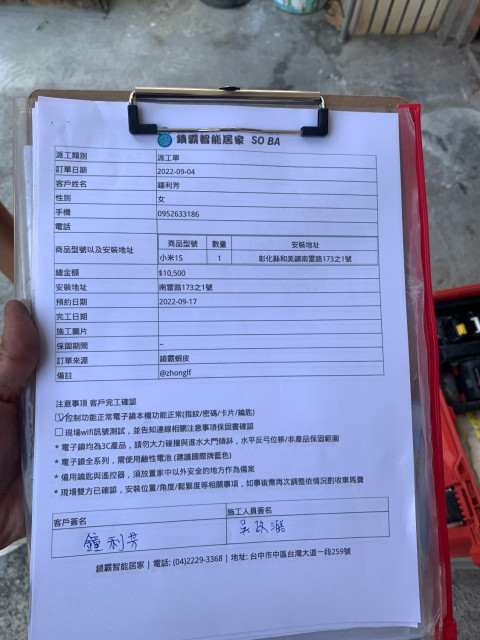 鎖霸智能居家 SOBA
派工類別 派工單
訂單日期 2022-09-04
客戶姓名 鐘利芳
性別 女
手機 0952633186
電話
商品型號以及安裝地址 商品型號 數量 安裝地址
小米1S 1 彰化縣和美鎮南雷路173之1號
總金額 $10,500
安裝地址 南雷路173之1號
預約日期 2022-09-17
完工日期
施工圖片
保固期間 –
訂單來源 鎖霸蝦皮
備註 @zhonglf
注意事項 客戶完工確認
位制功能正常電子鎖本機功能正常(指紋/密碼/卡片/鑰匙)
現場wifi訊號測試，並告知連線相關注意事項保固書確認
* 電子鎖均為3C產品，請勿大力碰撞與進水大門傾斜，水平反弓位移/非產品保固範圍
* 電子鎖全系列，需使用鹼性電池 (建議國際牌藍色)
* 備用鑰匙與遙控器，須放置家中以外安全的地方作為備案
* 現場雙方已確認，安裝位置/角度/鬆緊度等相關事項，如事後需再次調整依情況酌收車馬費
客戶簽名 施工人員簽名
鐘利芳
鎖霸智能居家 | 電話: (04)2229-3368 | 地址: 台中市中區台灣大道一段259號